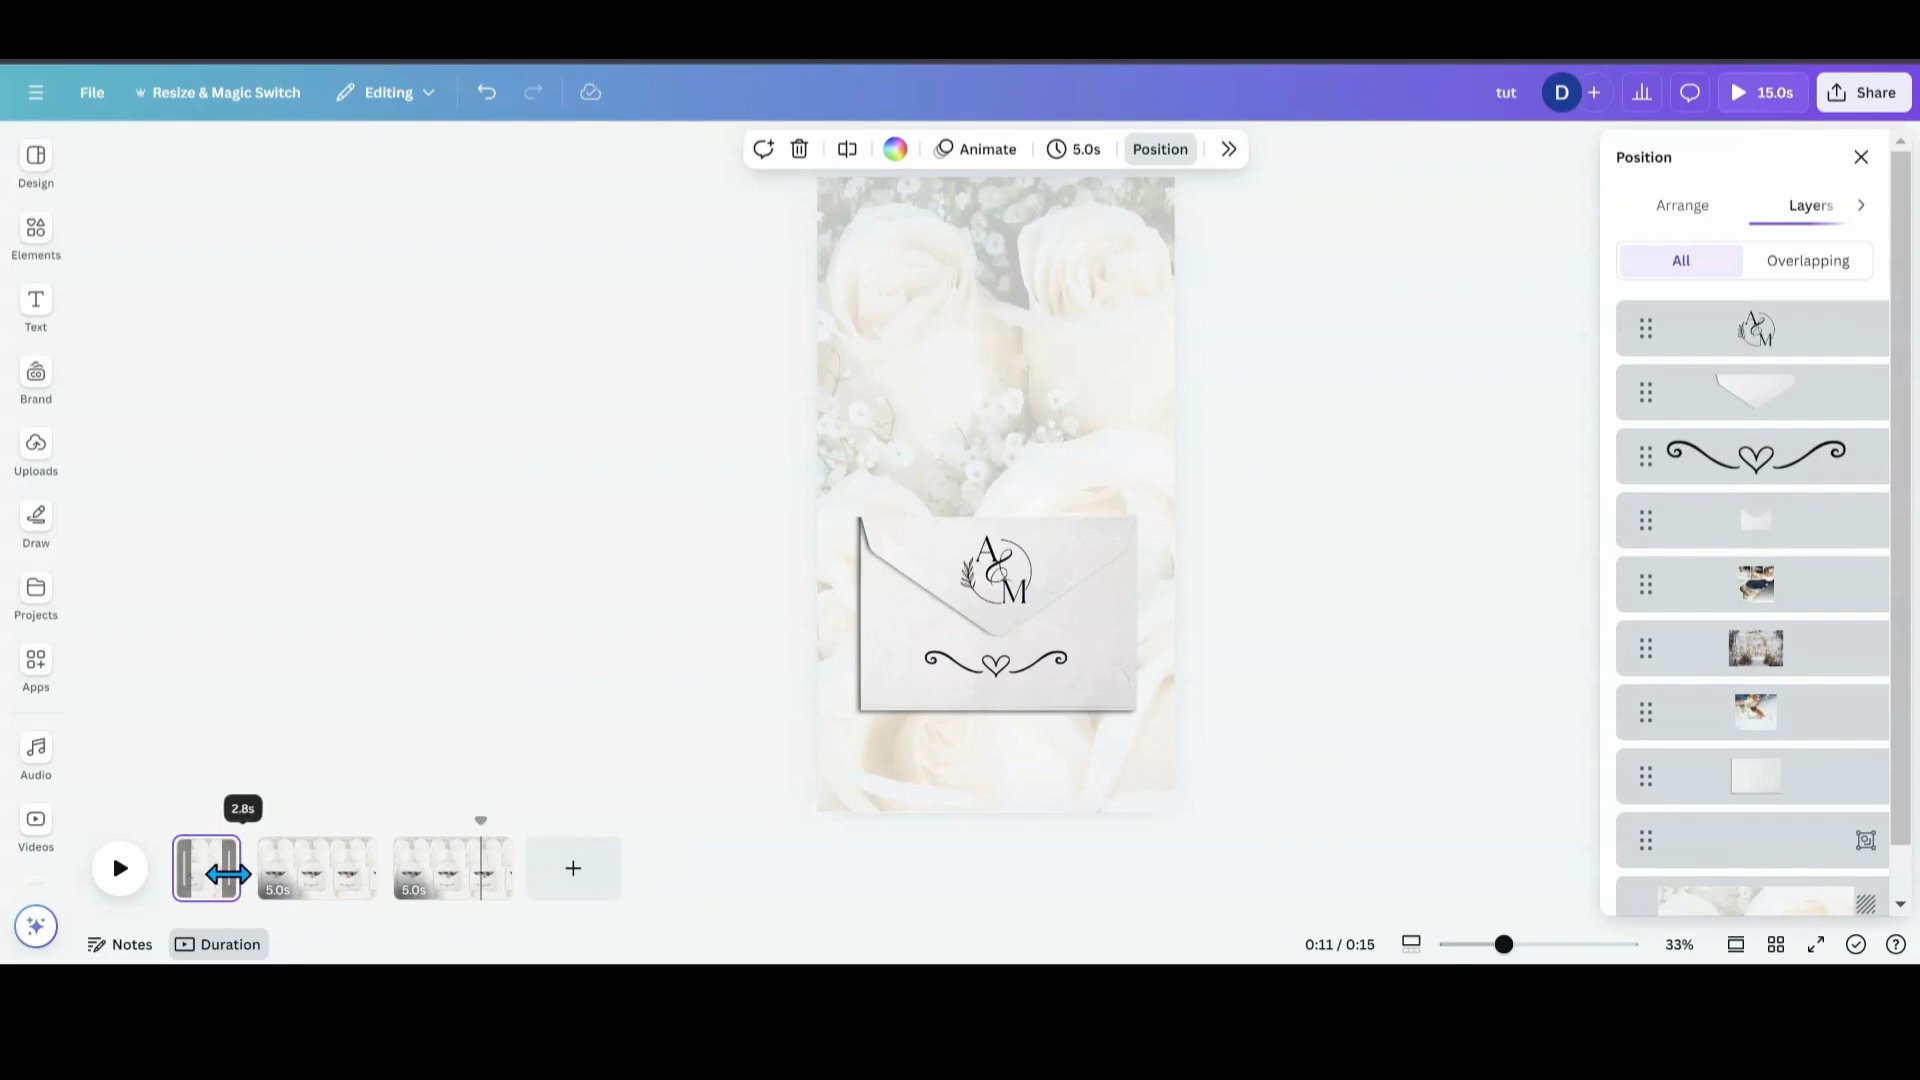 File
Resize & Magic Switch
Editing
tut
D
15.0s
Share
Animate
5.0s
Position
Position
Arrange
Layers
All
Overlapping
Design
Elements
Text
Brand
Uploads
Draw
Projects
Apps
Audio
Videos
A&M
A&M
2.8s
5.0s
5.0s
Notes
Duration
0:11 / 0:15
33%